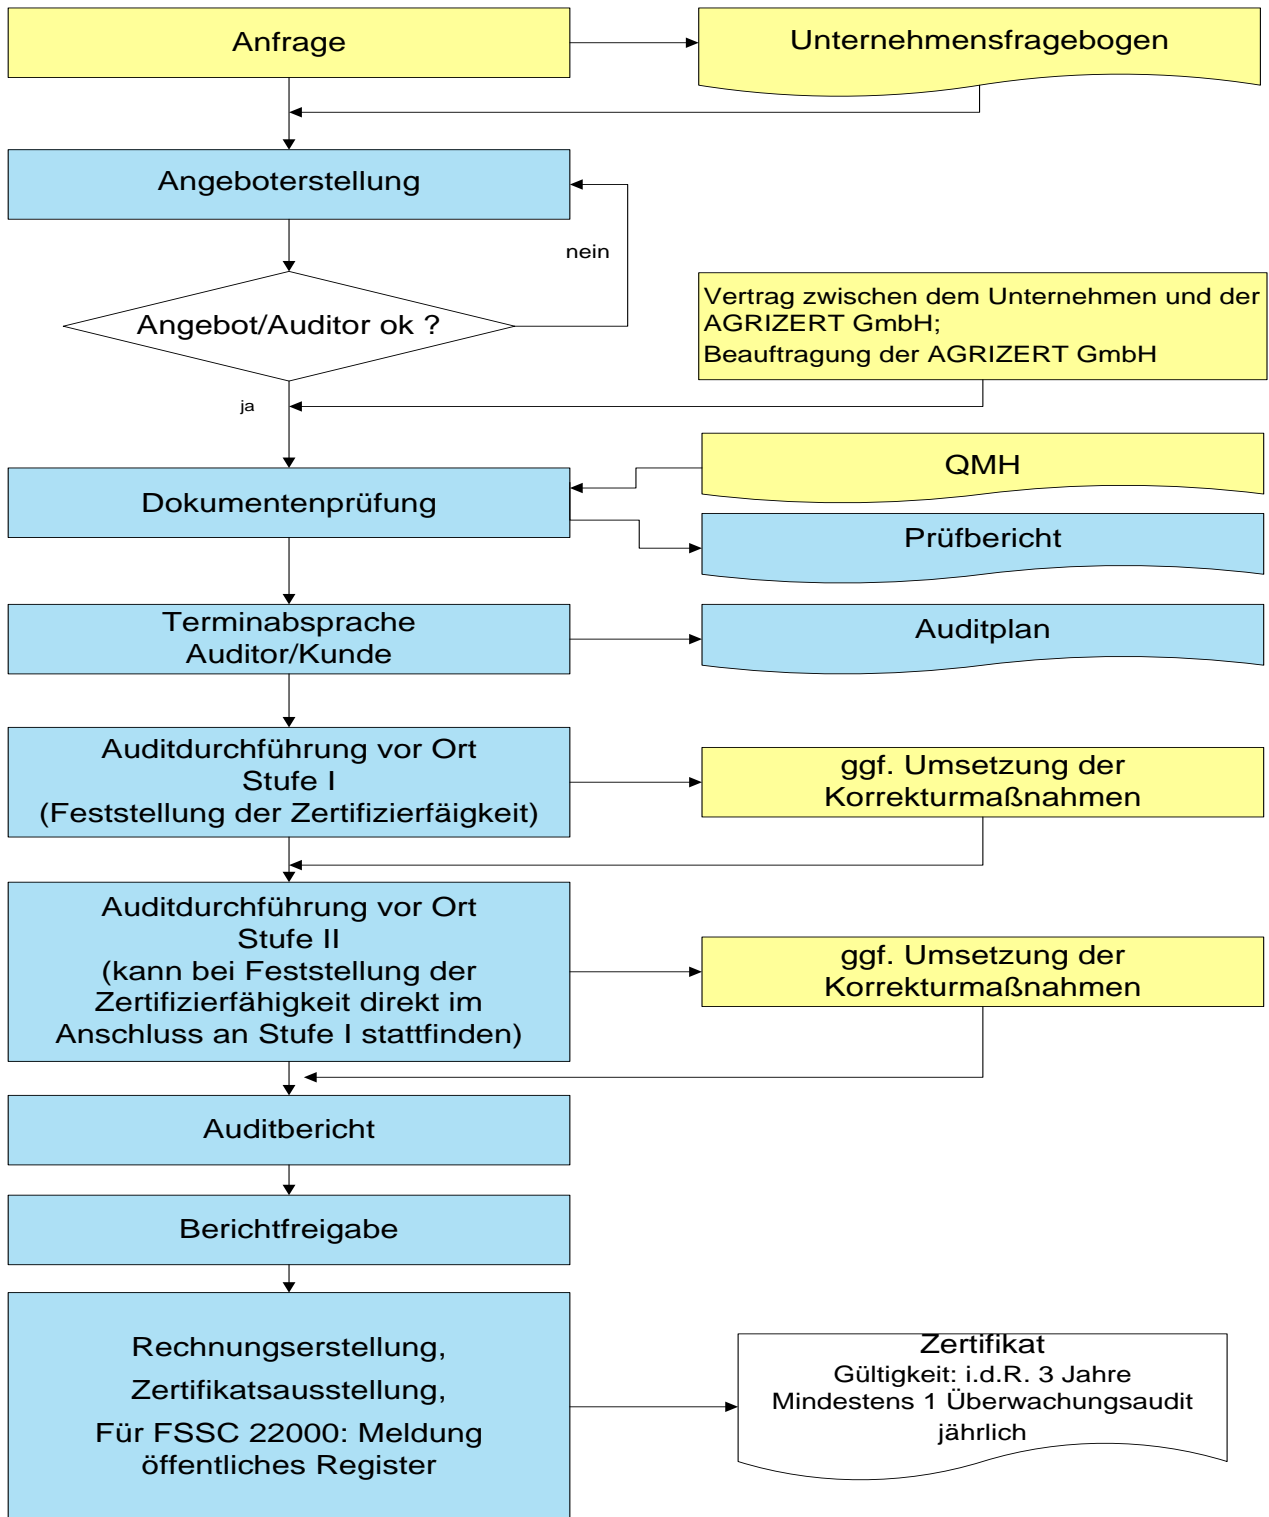 Anfrage
Unternehmensfragebogen
Angeboterstellung
nein
Angebot/Auditor ok ?
Vertrag zwischen dem Unternehmen und der
AGRIZERT GmbH;
Beauftragung der AGRIZERT GmbH
ja
QMH
Dokumentenprüfung
Prüfbericht
Terminabsprache
Auditor/Kunde
Auditplan
Auditdurchführung vor Ort
Stufe I
(Feststellung der Zertifizierfäigkeit)
ggf. Umsetzung der
Korrekturmaßnahmen
Auditdurchführung vor Ort
Stufe II
(kann bei Feststellung der
Zertifizierfähigkeit direkt im
Anschluss an Stufe I stattfinden)
ggf. Umsetzung der
Korrekturmaßnahmen
Auditbericht
Berichtfreigabe
Rechnungserstellung,
Zertifikatsausstellung,
Für FSSC 22000: Meldung
öffentliches Register
Zertifikat
Gültigkeit: i.d.R. 3 Jahre
Mindestens 1 Überwachungsaudit
jährlich